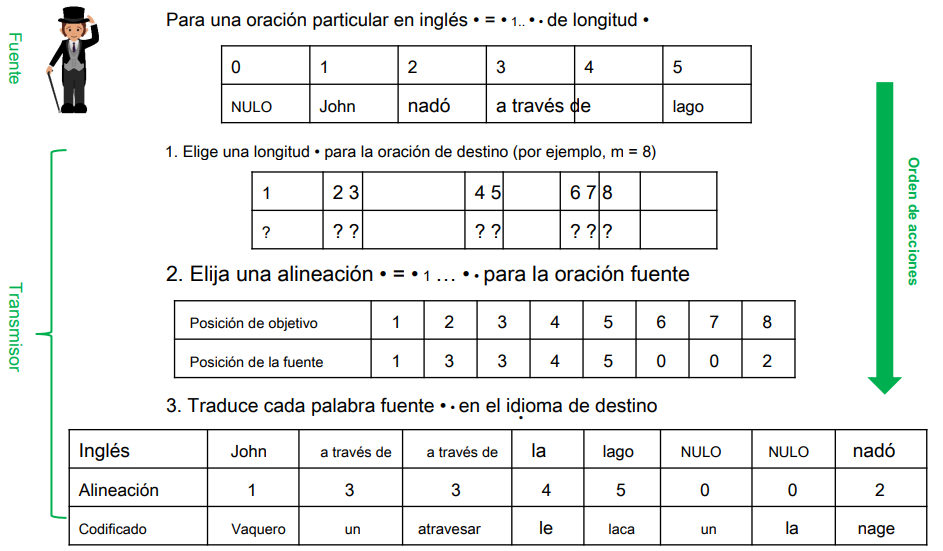 Fuente
Para una oración particular en inglés • = • 1.. • • de longitud •
0 1 2 3 4 5
NULO John nadó a través de lago
1. Elige una longitud • para la oración de destino (por ejemplo, m = 8)
1 2 3 4 5 6 7 8
? ? ? ? ? ? ? ?
2. Elija una alineación • = • 1 … • • para la oración fuente
Posición de objetivo 1 2 3 4 5 6 7 8
Posición de la fuente 1 3 3 4 5 0 0 2
3. Traduce cada palabra fuente • • en el idioma de destino
Inglés John a través de a través de la lago NULO NULO nadó
Alineación 1 3 3 4 5 0 0 2
Codificado Vaquero un atravesar le laca un la nage
Transmisor
Orden de acciones